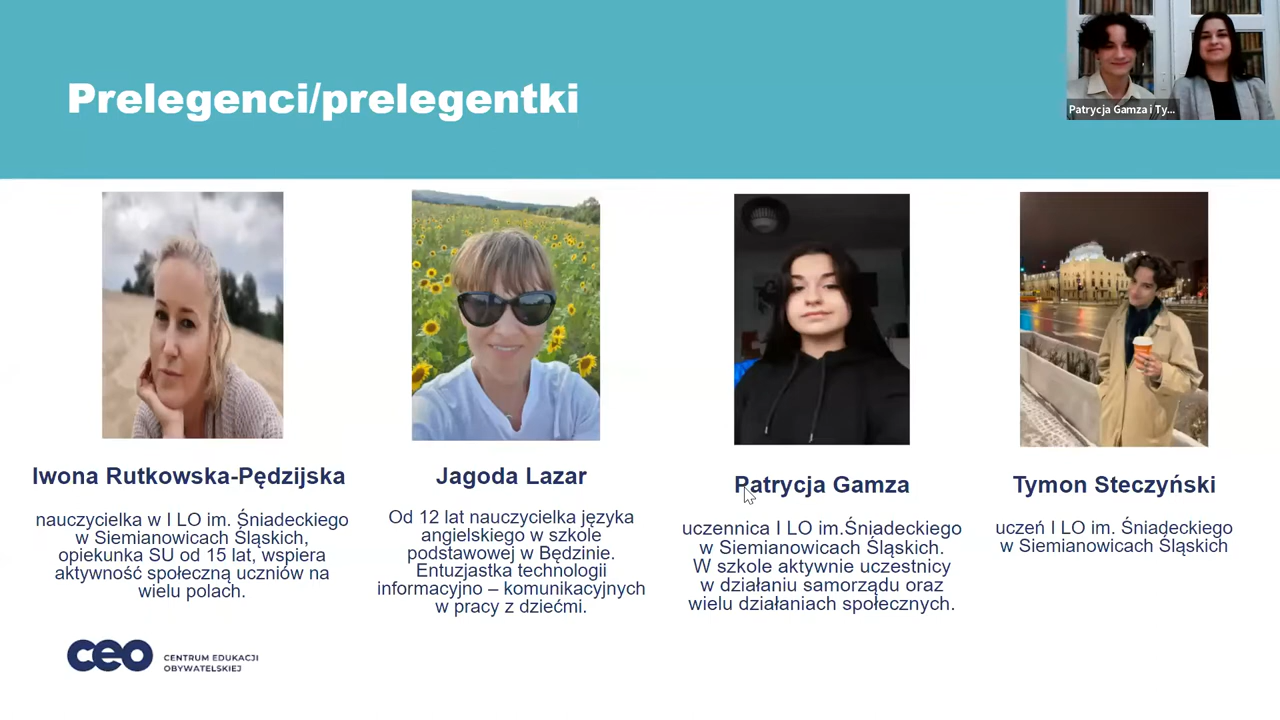 Prelegenci/prelegentki
Patrycja Gamza i Ty...
Iwona Rutkowska-Pędzijska
nauczycielka w I LO im. Śniadeckiego
w Siemianowicach Śląskich,
opiekunka SU od 15 lat, wspiera
aktywność społeczną uczniów na
wielu polach.
Jagoda Lazar
Od 12 lat nauczycielka języka
angielskiego w szkole
podstawowej w Będzinie.
Entuzjastka technologii
informacyjno – komunikacyjnych
w pracy z dziećmi.
Patrycja Gamza
uczennica I LO im.Śniadeckiego
w Siemianowicach Śląskich.
W szkole aktywnie uczestnicy
w działaniu samorządu oraz
wielu działaniach społecznych.
Tymon Steczyński
uczeń I LO im. Śniadeckiego
w Siemianowicach Śląskich
ceo
CENTRUM EDUKACJI
OBYWATELSKIEJ